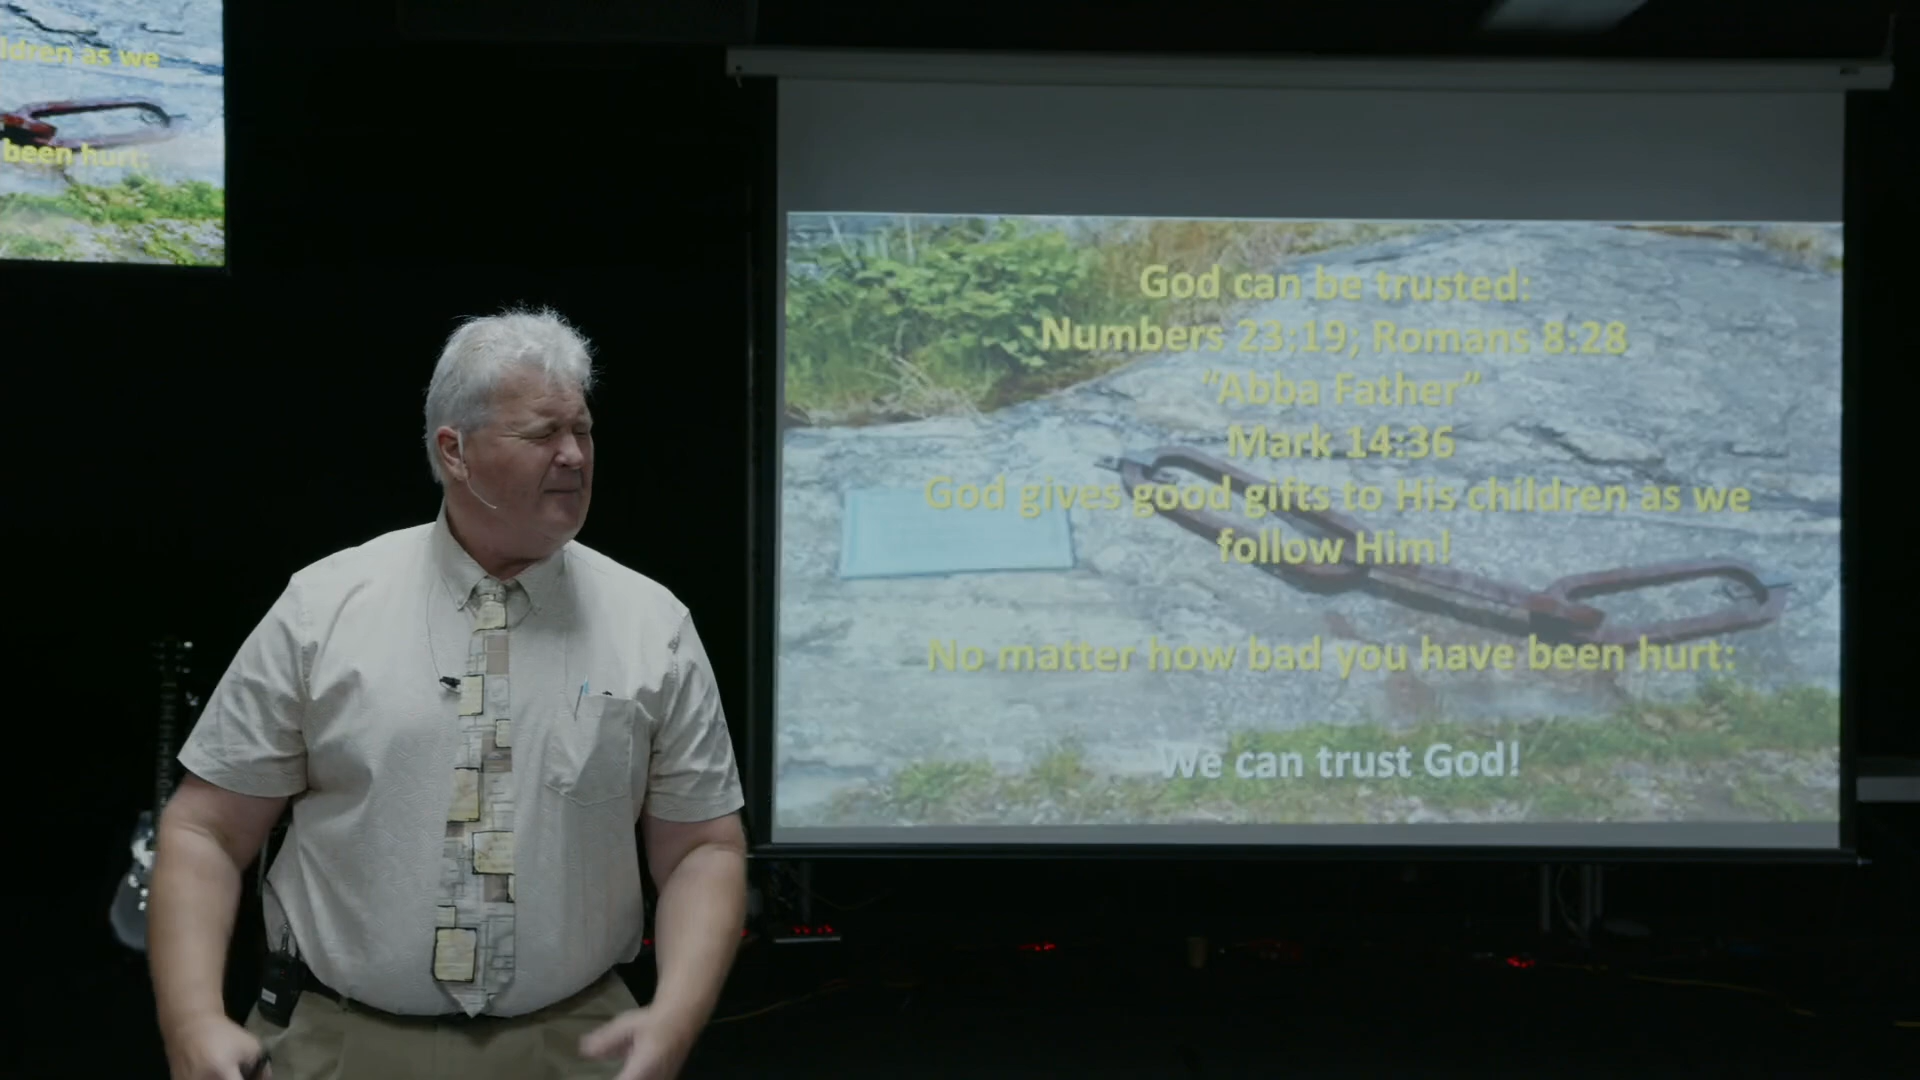 ldren as we
been hurt:
God can be trusted:
Numbers 23:19; Romans 8:28
"Abba Father"
Mark 14:36
God gives good gifts to His children as we
follow Him!
No matter how bad you have been hurt:
We can trust God!